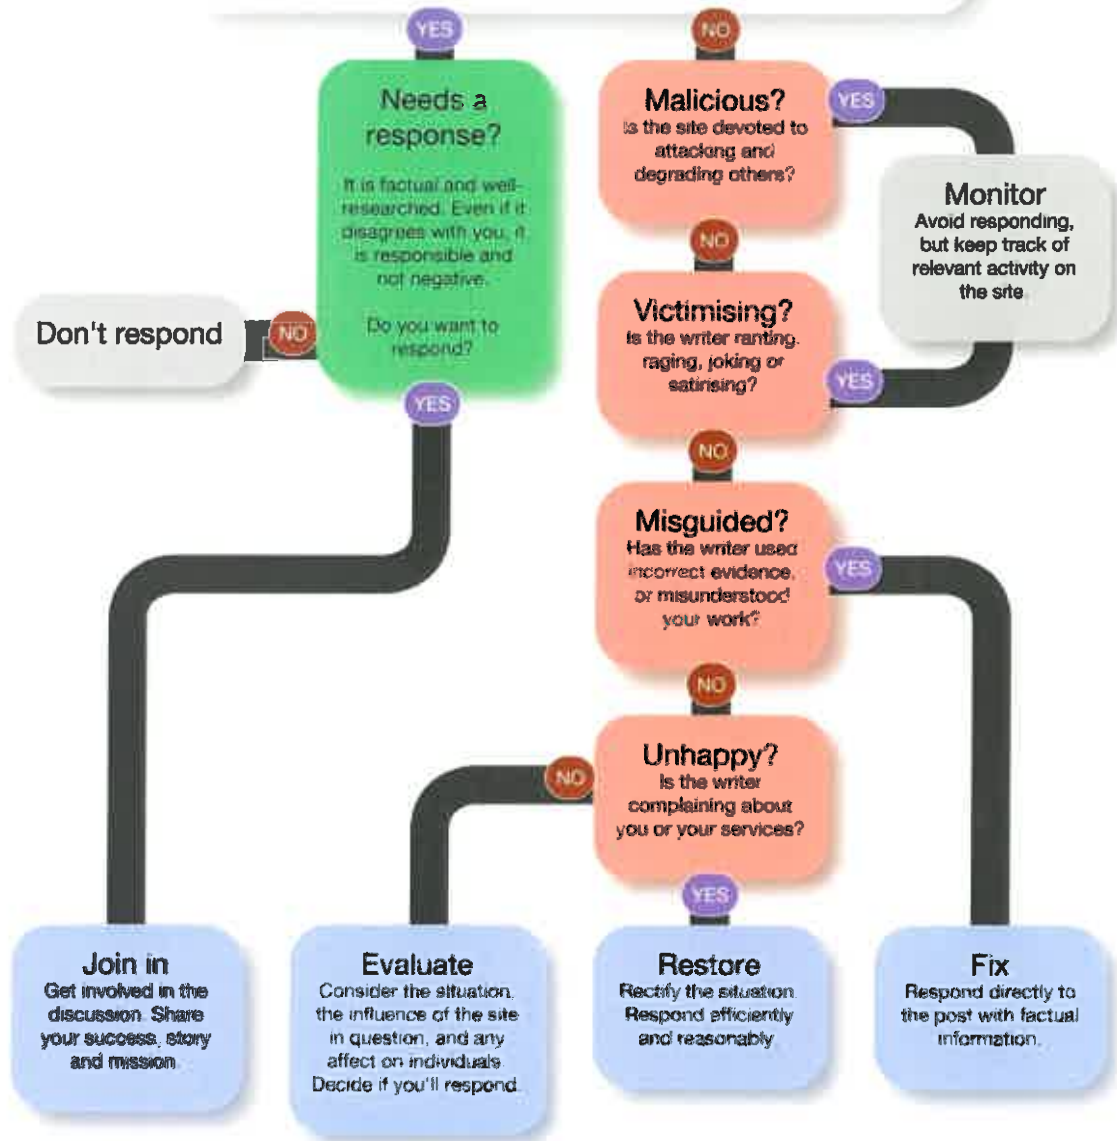 YES
NO
Needs a
response?
It is factual and well-
researched. Even if it
disagrees with you, it
is responsible and
not negative.
Do you want to
respond?
Malicious?
Is the site devoted to
attacking and
degrading others?
YES
Monitor
Avoid responding,
but keep track of
relevant activity on
the site.
NO
Don't respond
NO
Victimising?
Is the writer ranting,
raging, joking or
satirising?
YES
YES
NO
Misguided?
Has the writer used
incorrect evidence,
or misunderstood
your work?
YES
NO
Unhappy?
Is the writer
complaining about
you or your services?
NO
YES
Join in
Get involved in the
discussion. Share
your success, story
and mission.
Evaluate
Consider the situation,
the influence of the site
in question, and any
affect on individuals.
Decide if you'll respond.
Restore
Rectify the situation.
Respond efficiently
and reasonably.
Fix
Respond directly to
the post with factual
information.